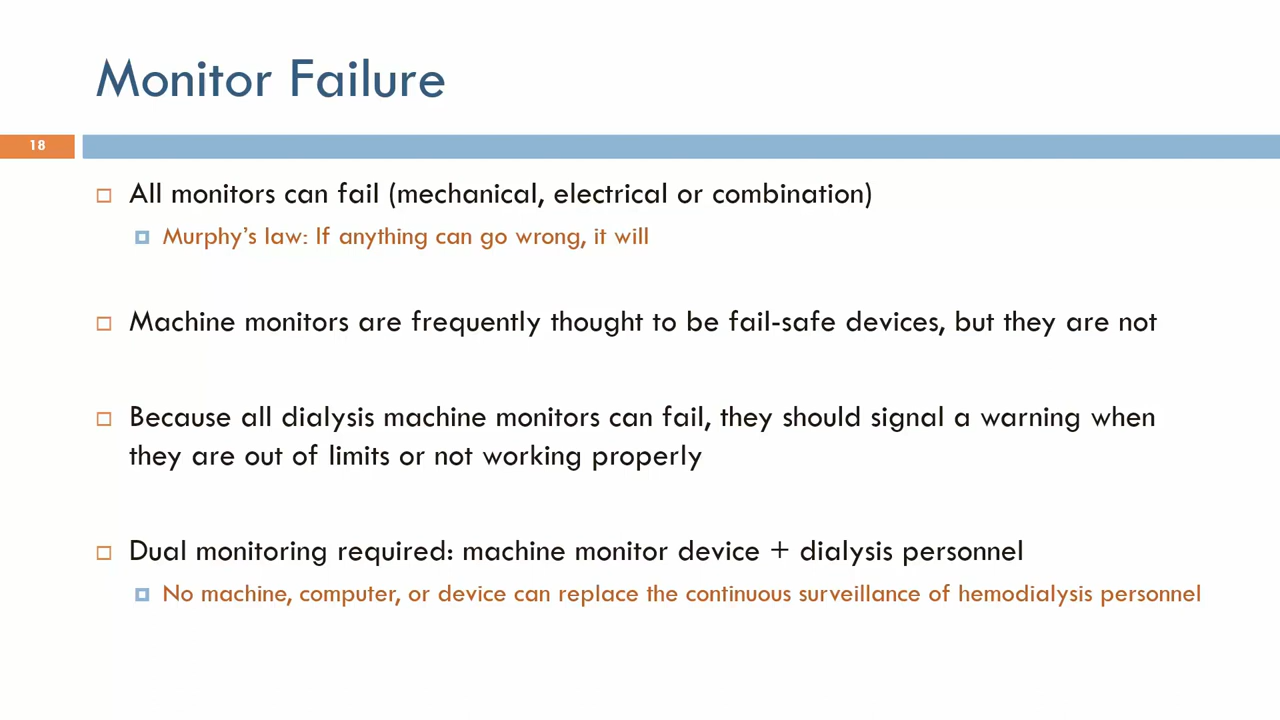 Monitor Failure
18
All monitors can fail (mechanical, electrical or combination)
Murphy's law: If anything can go wrong, it will
Machine monitors are frequently thought to be fail-safe devices, but they are not
Because all dialysis machine monitors can fail, they should signal a warning when
they are out of limits or not working properly
Dual monitoring required: machine monitor device + dialysis personnel
No machine, computer, or device can replace the continuous surveillance of hemodialysis personnel